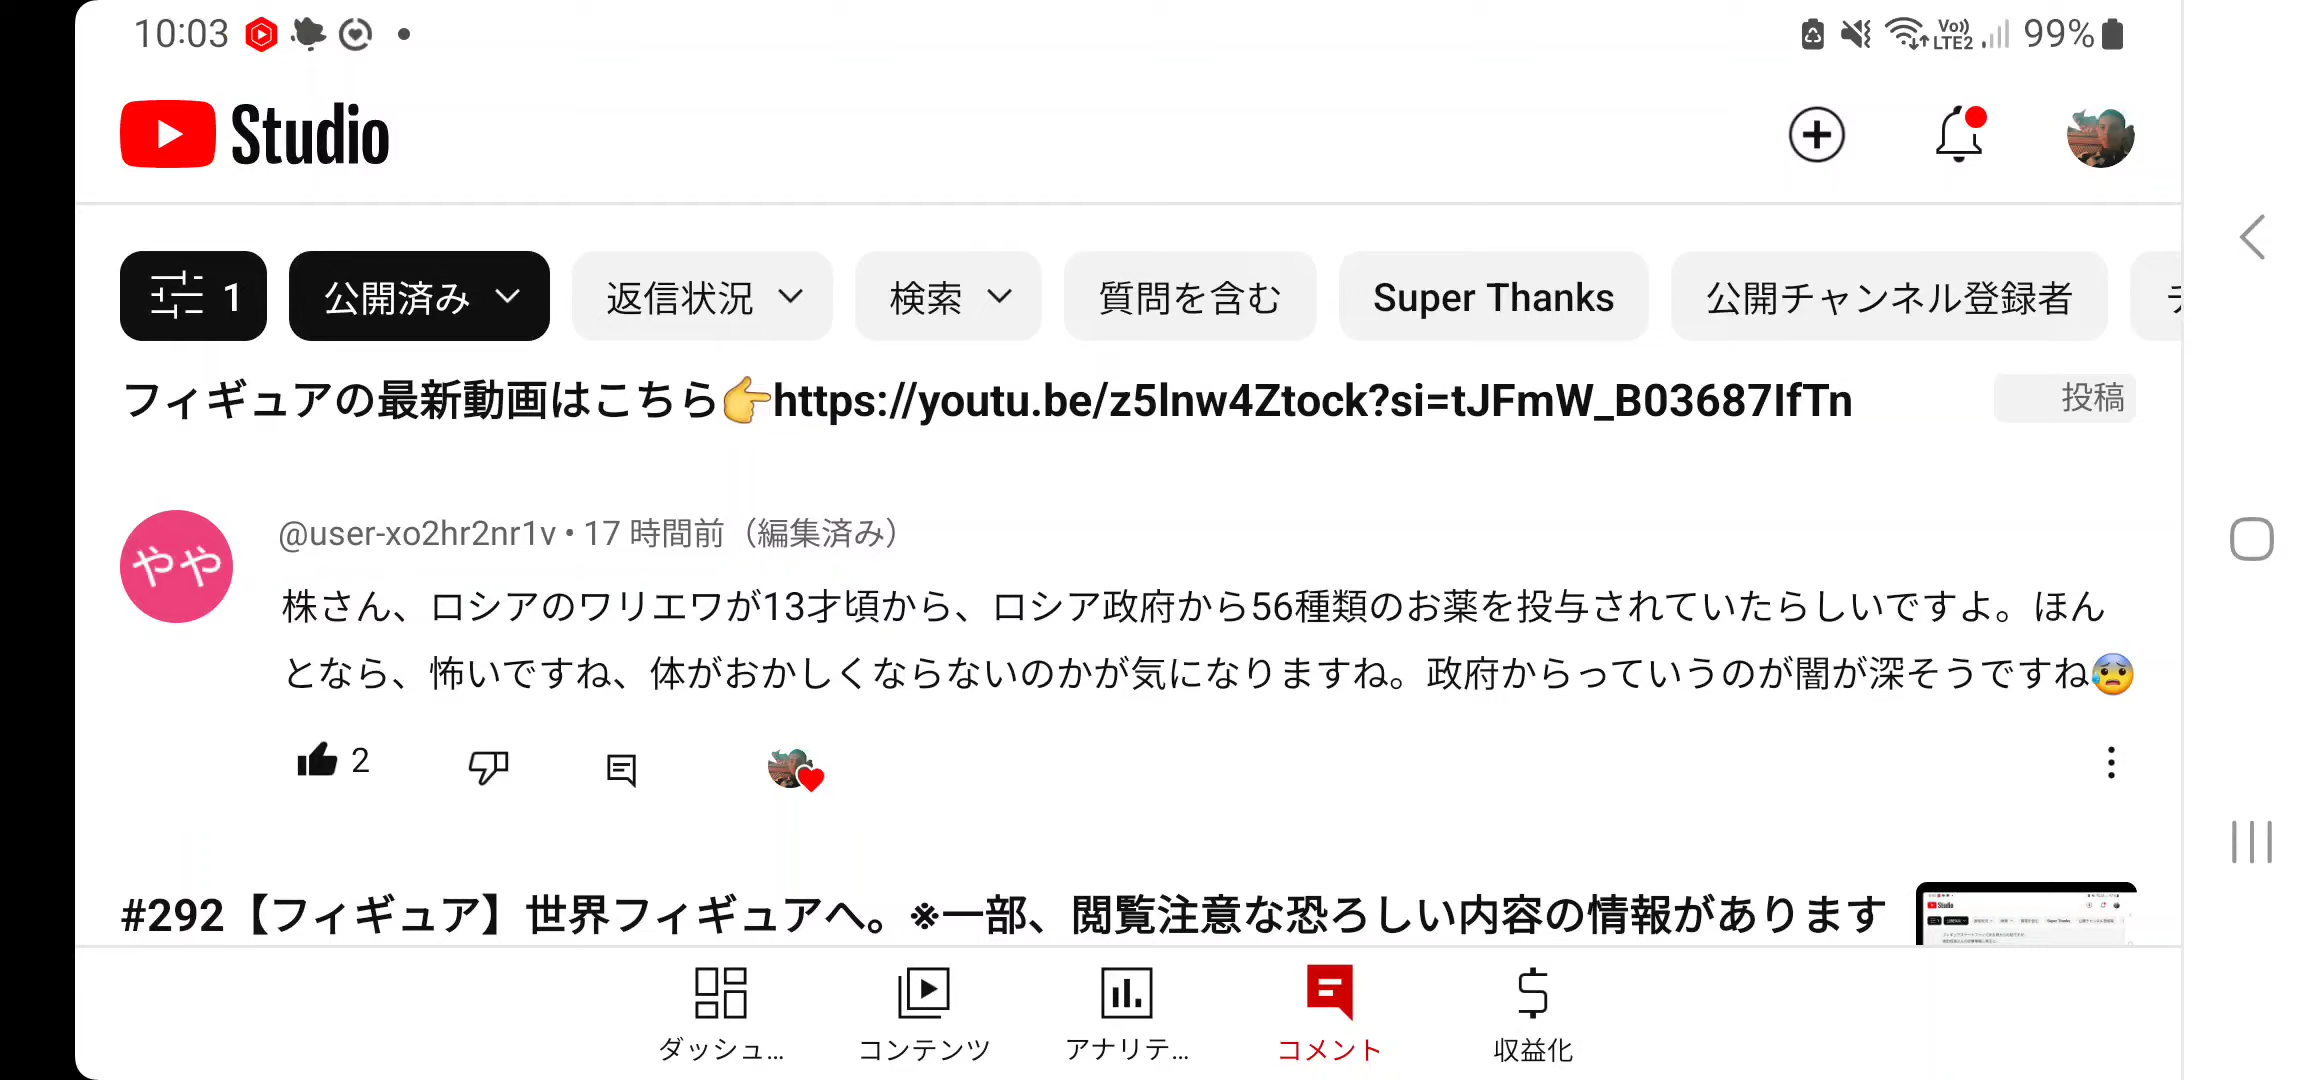 10:03
Vo)) LTE2 99%
Studio
1 公開済み 返信状況 検索 質問を含む Super Thanks 公開チャンネル登録者
フィギュアの最新動画はこちら👉https://youtu.be/z5lnw4Ztock?si=tJFmW_B03687IfTn 投稿
やや
@user-xo2hr2nr1v • 17 時間前（編集済み）
株さん、ロシアのワリエワが13才頃から、ロシア政府から56種類のお薬を投与されていたらしいですよ。ほん
となら、怖いですね、体がおかしくならないのかが気になりますね。政府からっていうのが闇が深そうですね😰
2
#292【フィギュア】世界フィギュアへ。※一部、閲覧注意な恐ろしい内容の情報があります
Studio
ダッシュ... コンテンツ アナリテ... コメント 収益化